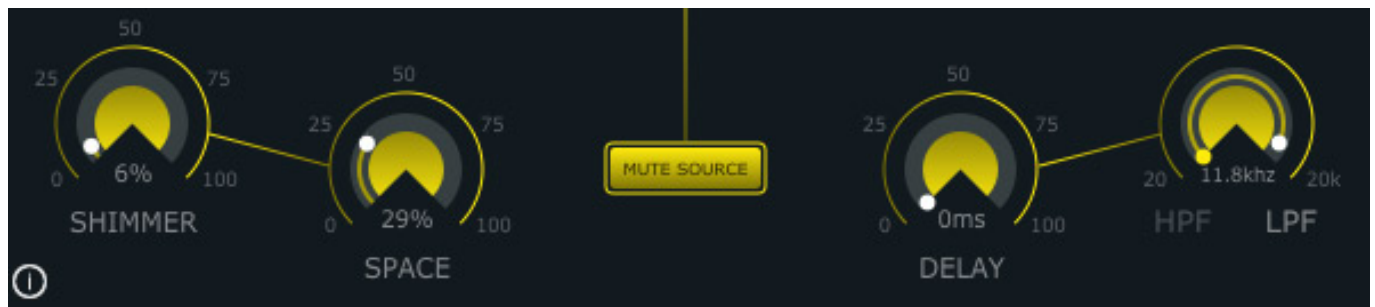 50
25
75
0
6%
100
SHIMMER
50
25
75
0
29%
100
SPACE
MUTE SOURCE
50
25
75
0
0ms
100
DELAY
20
11.8khz
20k
HPF
LPF
i